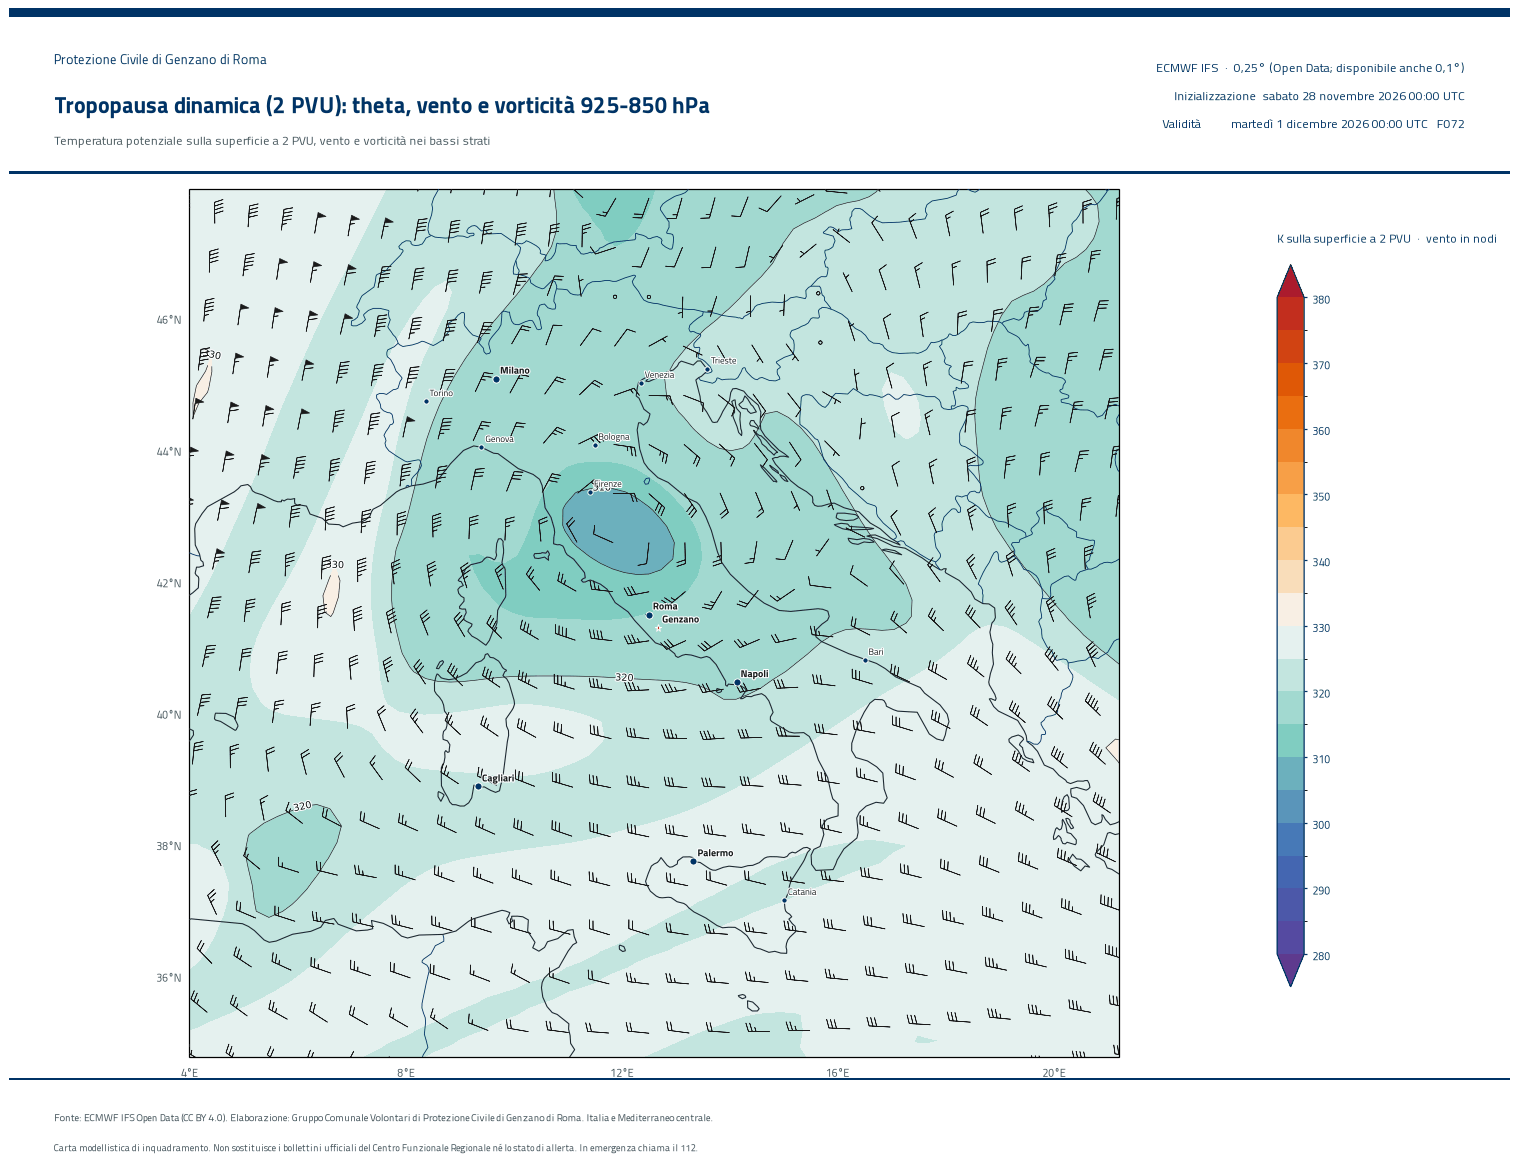 Protezione Civile di Genzano di Roma
Tropopausa dinamica (2 PVU): theta, vento e vorticità 925-850 hPa
Temperatura potenziale sulla superficie a 2 PVU, vento e vorticità nei bassi strati
ECMWF IFS · 0,25° (Open Data; disponibile anche 0,1°)
Inizializzazione sabato 28 novembre 2026 00:00 UTC
Validità martedì 1 dicembre 2026 00:00 UTC F072
K sulla superficie a 2 PVU · vento in nodi
380
370
360
350
340
330
320
310
300
290
280
46°N
44°N
42°N
40°N
38°N
36°N
4°E
8°E
12°E
16°E
20°E
Trieste
Milano
Venezia
Torino
Genova
Bologna
Firenze
Roma
Genzano
Bari
Napoli
320
Cagliari
320
Palermo
Catania
Fonte: ECMWF IFS Open Data (CC BY 4.0). Elaborazione: Gruppo Comunale Volontari di Protezione Civile di Genzano di Roma. Italia e Mediterraneo centrale.
Carta modellistica di inquadramento. Non sostituisce i bollettini ufficiali del Centro Funzionale Regionale né lo stato di allerta. In emergenza chiama il 112.